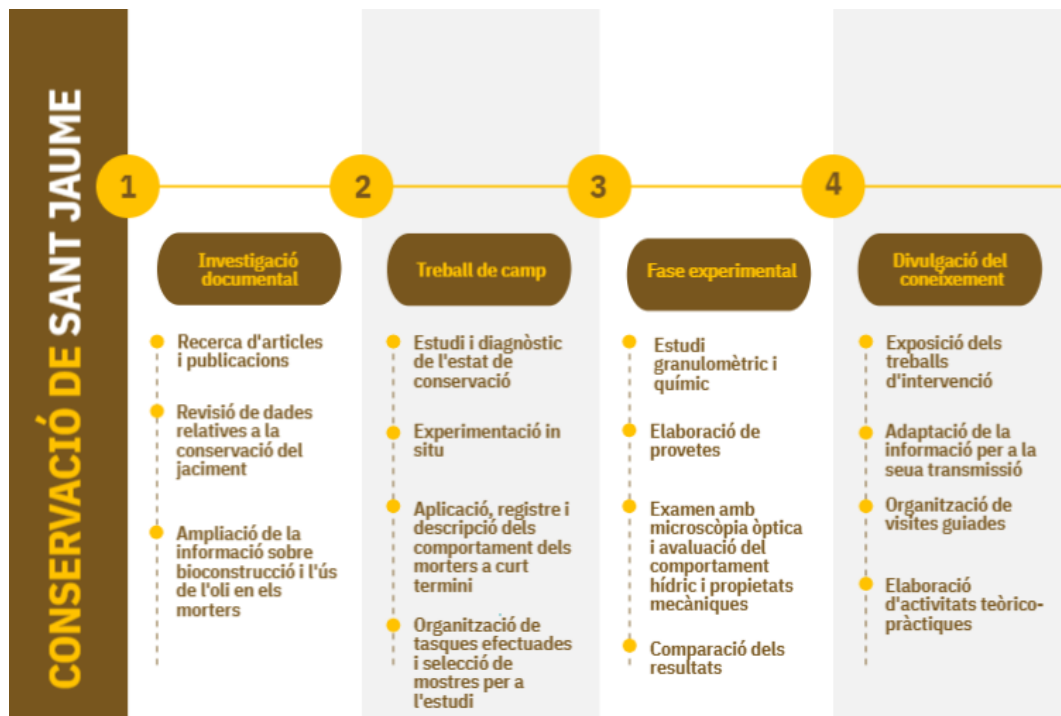 CONSERVACIÓ DE SANT JAUME
1
2
3
4
Investigació
documental
Recerca d'articles
i publicacions
Revisió de dades
relatives a la
conservació del
jaciment
Ampliació de la
informació sobre
bioconstrucció i l'ús
de l'oli en els
morters
Treball de camp
Estudi i diagnòstic
de l'estat de
conservació
Experimentació in
situ
Aplicació, registre i
descripció dels
comportament dels
morters a curt
termini
Organització de
tasques efectuades
i selecció de
mostres per a
l'estudi
Fase experimental
Estudi
granulomètric i
químic
Elaboració de
provetes
Examen amb
microscòpia òptica
i avaluació del
comportament
hídric i propietats
mecàniques
Comparació dels
resultats
Divulgació del
coneixement
Exposició dels
treballs
d'intervenció
Adaptació de la
informació per a la
seua transmissió
Organització de
visites guiades
Elaboració
d'activitats teòrico-
pràctiques